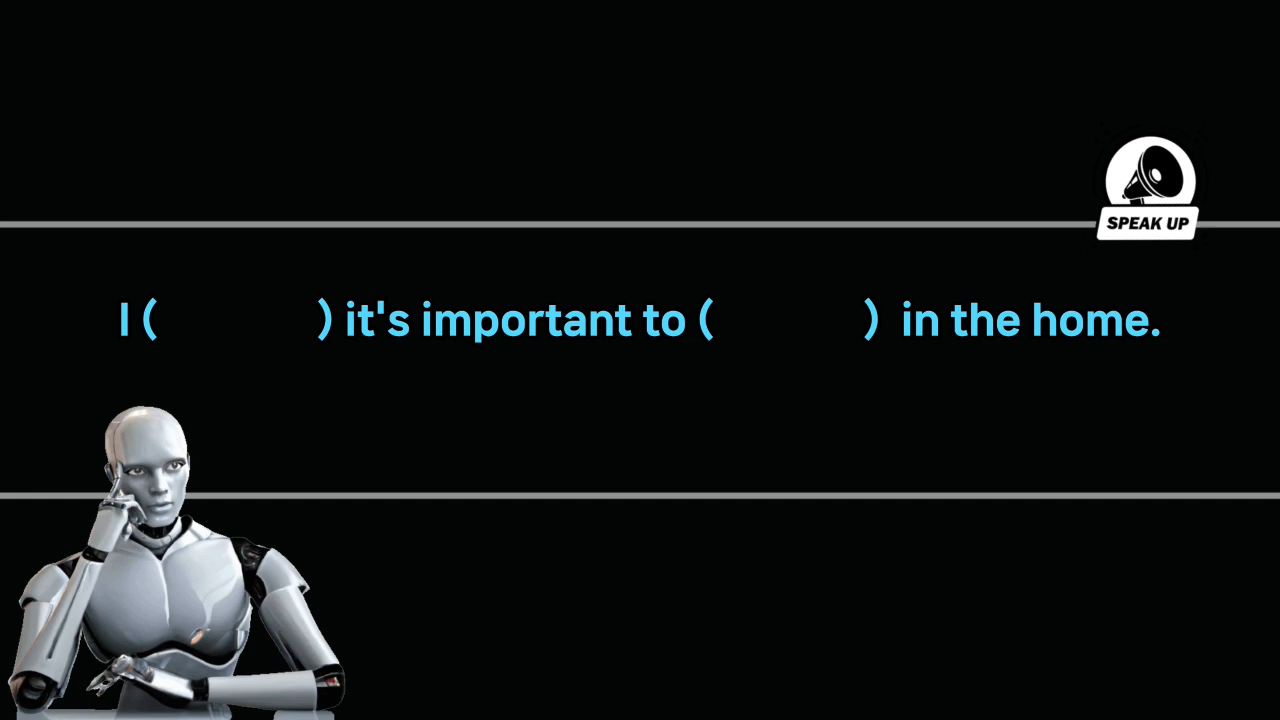 SPEAK UP
I (            ) it's important to (            ) in the home.